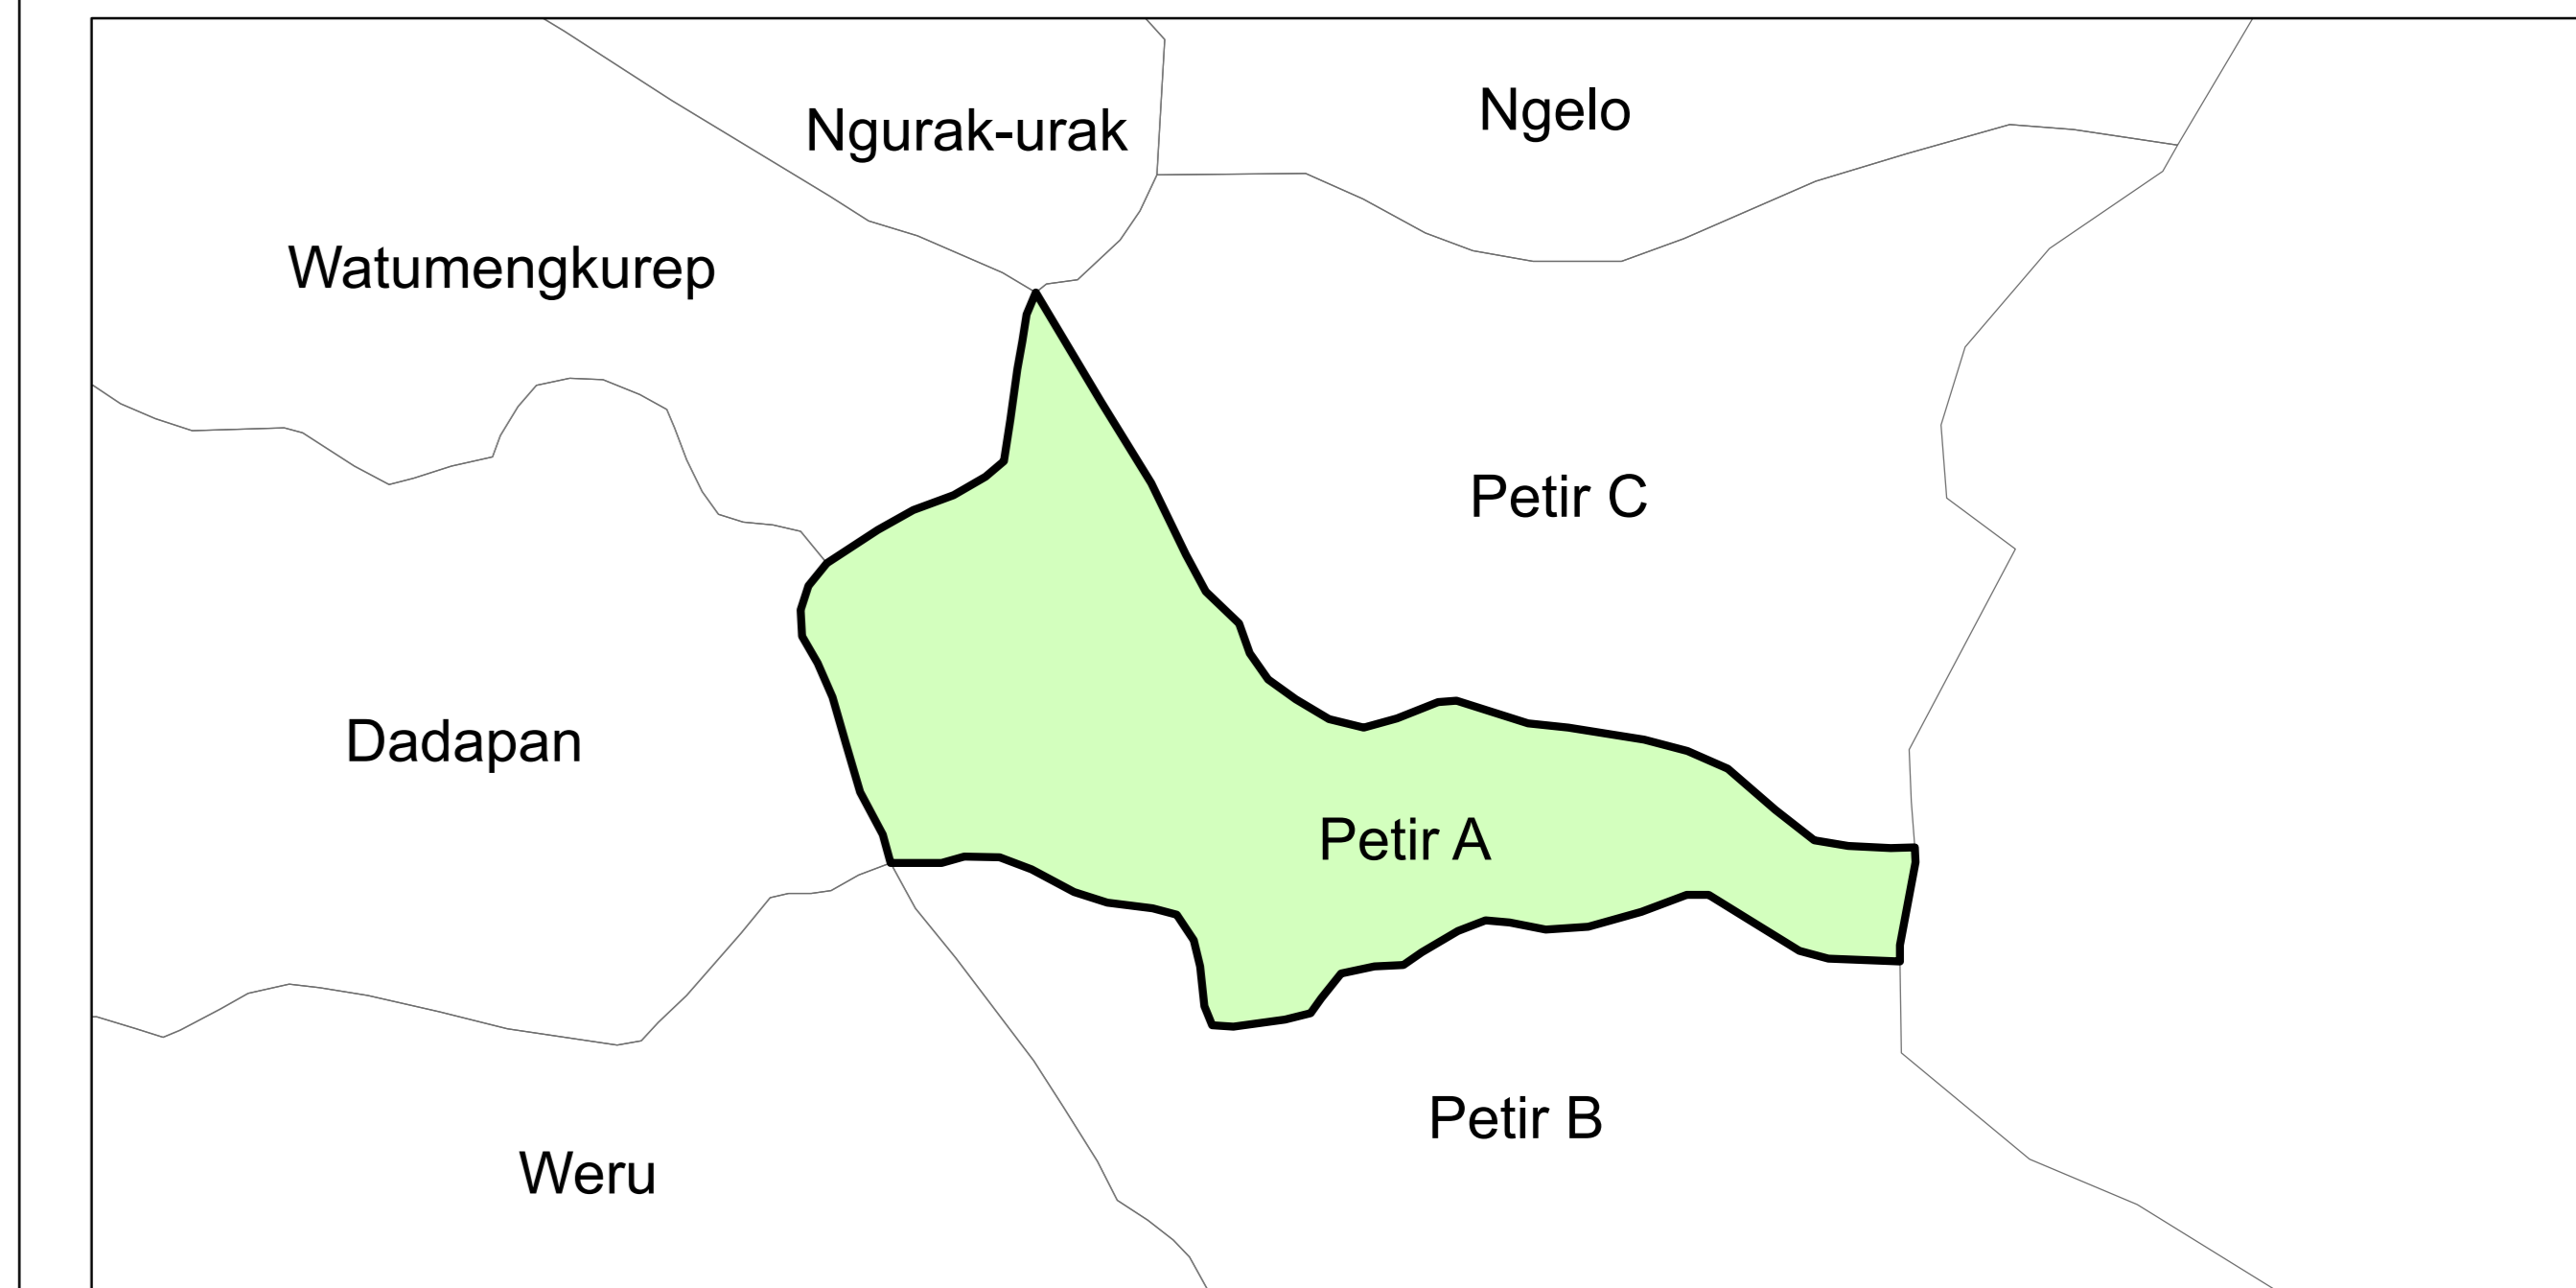 Ngelo
Ngurak-urak
Watumengkurep
Petir C
Dadapan
Petir A
Petir B
Weru